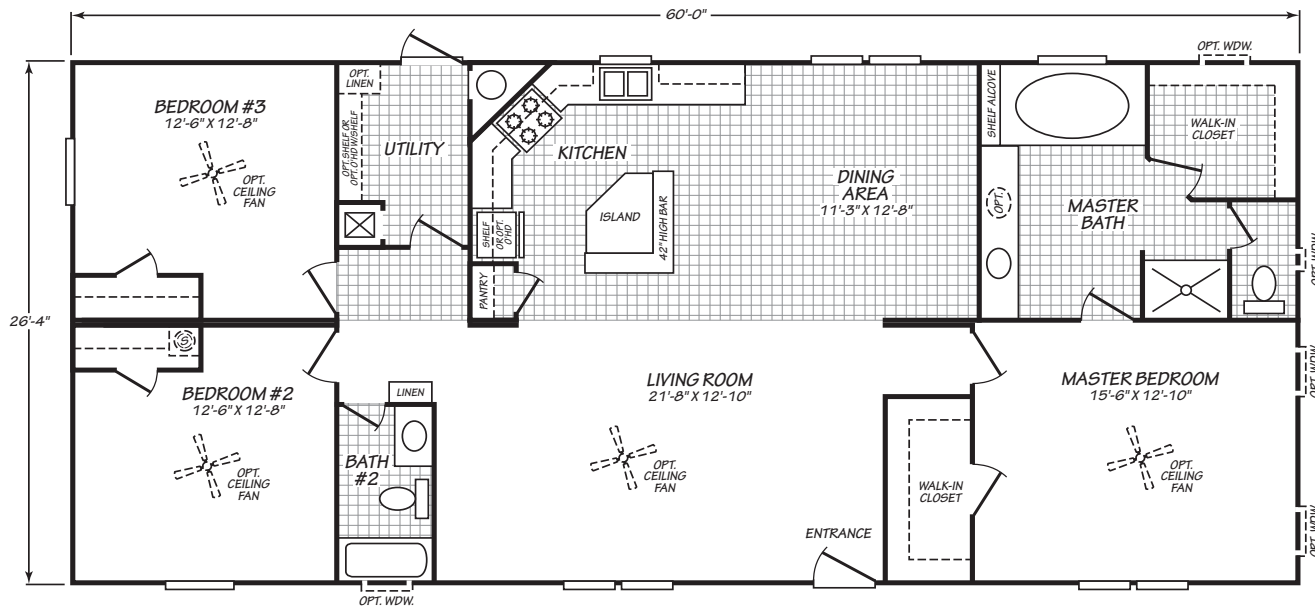 60'-0"
OPT. WDW.
26'-4"
BEDROOM #3
12'-6" X 12'-8"
OPT.
CEILING
FAN
OPT.
LINEN
OPT. SHELF OR
OPT. O'HD W/SHELF
UTILITY
KITCHEN
ISLAND
42" HIGH BAR
SHELF
OR OPT.
O'HD
PANTRY
DINING
AREA
11'-3" X 12'-8"
SHELF ALCOVE
OPT.
MASTER
BATH
WALK-IN
CLOSET
OPT. WDW.
S
BEDROOM #2
12'-6" X 12'-8"
OPT.
CEILING
FAN
LINEN
BATH
#2
OPT. WDW.
LIVING ROOM
21'-8" X 12'-10"
OPT.
CEILING
FAN
ENTRANCE
WALK-IN
CLOSET
MASTER BEDROOM
15'-6" X 12'-10"
OPT.
CEILING
FAN
OPT. WDW.
OPT. WDW.